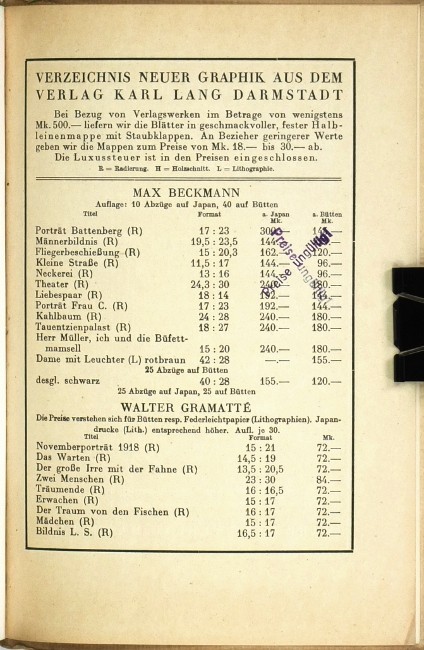 VERZEICHNIS NEUER GRAPHIK AUS DEM
VERLAG KARL LANG DARMSTADT
Bei Bezug von Verlagswerken im Betrage von wenigstens
Mk. 500.— liefern wir die Blätter in geschmackvoller, fester Halb-
leinenmappe mit Staubklappen. An Bezieher geringerer Werte
geben wir die Mappen zum Preise von Mk. 18.— bis 30.— ab.
Die Luxussteuer ist in den Preisen eingeschlossen.
R = Radierung. H = Holzschnitt. L = Lithographie.
MAX BECKMANN
Auflage: 10 Abzüge auf Japan, 40 auf Bütten
Titel Format a. Japan a. Bütten
Mk. Mk.
Porträt Battenberg (R) 17 : 23
Männerbildnis (R) 19,5 : 23,5 144.
Fliegerbeschießung (R) 15 : 20,3 162.— 120.—
Kleine Straße (R) 11,5 : 17 144.— 96.—
Neckerei (R) 13 : 16 144.— 96.—
Theater (R) 24,3 : 30 240.— 180.—
Liebespaar (R) 18 : 14 192.— 144.—
Porträt Frau C. (R) 17 : 23 192.— 144.—
Kahlbaum (R) 24 : 28 240.— 180.—
Tauentzienpalast (R) 18 : 27 240.— 180.—
Herr Müller, ich und die Büfett-
mamsell 15 : 20 240.— 180.—
Dame mit Leuchter (L) rotbraun 42 : 28 —.— 155.—
25 Abzüge auf Bütten
desgl. schwarz 40 : 28 155.— 120.—
25 Abzüge auf Japan, 25 auf Bütten
WALTER GRAMATTÉ
Die Preise verstehen sich für Bütten resp. Federleichtpapier (Lithographien). Japan-
drucke (Lith.) entsprechend höher. Aufl. je 30.
Titel Format Mk.
Novemberporträt 1918 (R) 15 : 21 72.—
Das Warten (R) 14,5 : 19 72.—
Der große Irre mit der Fahne (R) 13,5 : 20,5 72.—
Zwei Menschen (R) 23 : 30 84.—
Träumende (R) 16 : 16,5 72.—
Erwachen (R) 15 : 17 72.—
Der Traum von den Fischen (R) 16 : 17 72.—
Mädchen (R) 15 : 17 72.—
Bildnis L. S. (R) 16,5 : 17 72.—